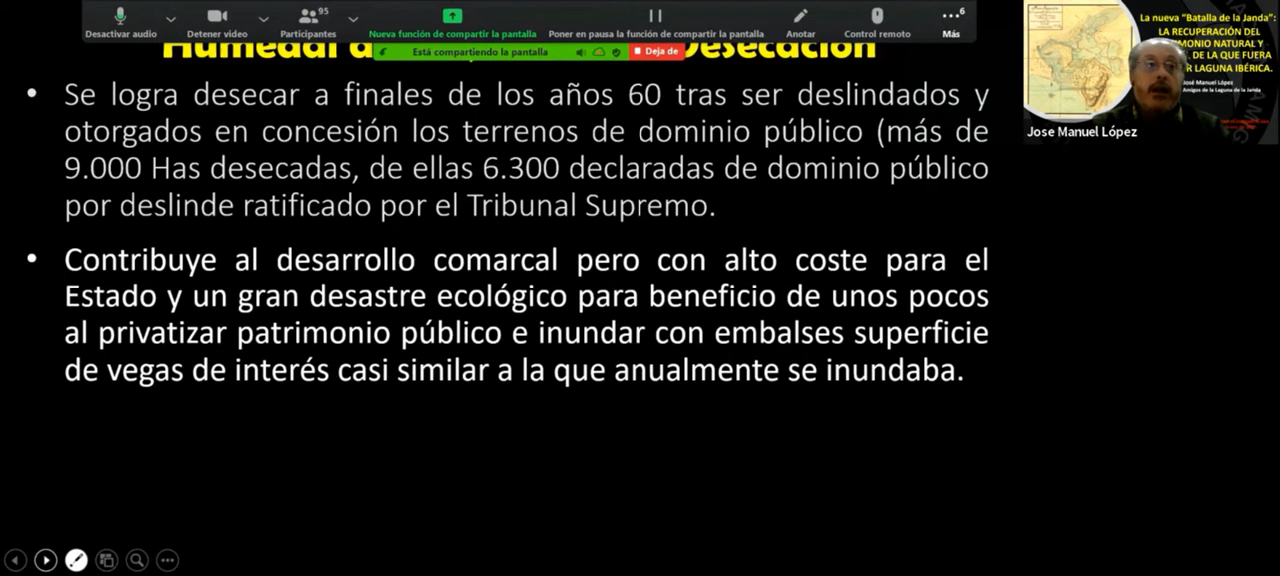 95
6
Desactivar audio
Detener video
Participantes
Nueva función de compartir la pantalla
Poner en pausa la función de compartir la pantalla
Anotar
Control remoto
Más
Está compartiendo la pantalla
Deja de
Humedal
Desecación
• Se logra desecar a finales de los años 60 tras ser deslindados y
otorgados en concesión los terrenos de dominio público (más de
9.000 Has desecadas, de ellas 6.300 declaradas de dominio público
por deslinde ratificado por el Tribunal Supremo.
• Contribuye al desarrollo comarcal pero con alto coste para el
Estado y un gran desastre ecológico para beneficio de unos pocos
al privatizar patrimonio público e inundar con embalses superficie
de vegas de interés casi similar a la que anualmente se inundaba.
La nueva "Batalla de la Janda":
LA RECUPERACIÓN DEL
MONIO NATURAL Y
DE LA QUE FUERA
R LAGUNA IBÉRICA.
José Manuel López
Amigos de la Laguna de la Janda
Jose Manuel López